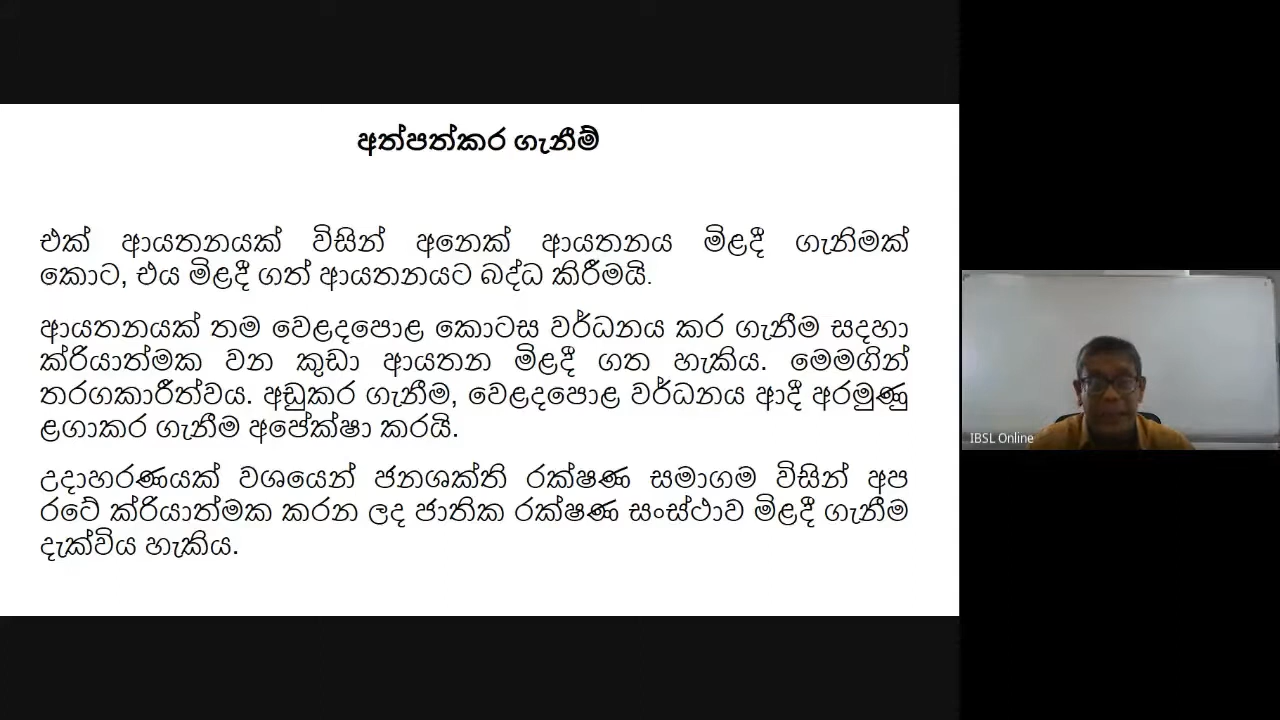 අත්පත්කර ගැනීම්
එක් ආයතනයක් විසින් අනෙක් ආයතනය මිළදී ගැනිමක්
කොට, එය මිළදී ගත් ආයතනයට බද්ධ කිරීමයි.
ආයතනයක් තම වෙළදපොළ කොටස වර්ධනය කර ගැනීම සදහා
ක්රියාත්මක වන කුඩා ආයතන මිළදී ගත හැකිය. මෙමගින්
තරගකාරීත්වය. අඩුකර ගැනීම, වෙළදපොළ වර්ධනය ආදී අරමුණු
ළගාකර ගැනීම අපේක්ෂා කරයි.
උදාහරණයක් වශයෙන් ජනශක්ති රක්ෂණ සමාගම විසින් අප
රටේ ක්රියාත්මක කරන ලද ජාතික රක්ෂණ සංස්ථාව මිළදී ගැනීම
දැක්විය හැකිය.
IBSL Online